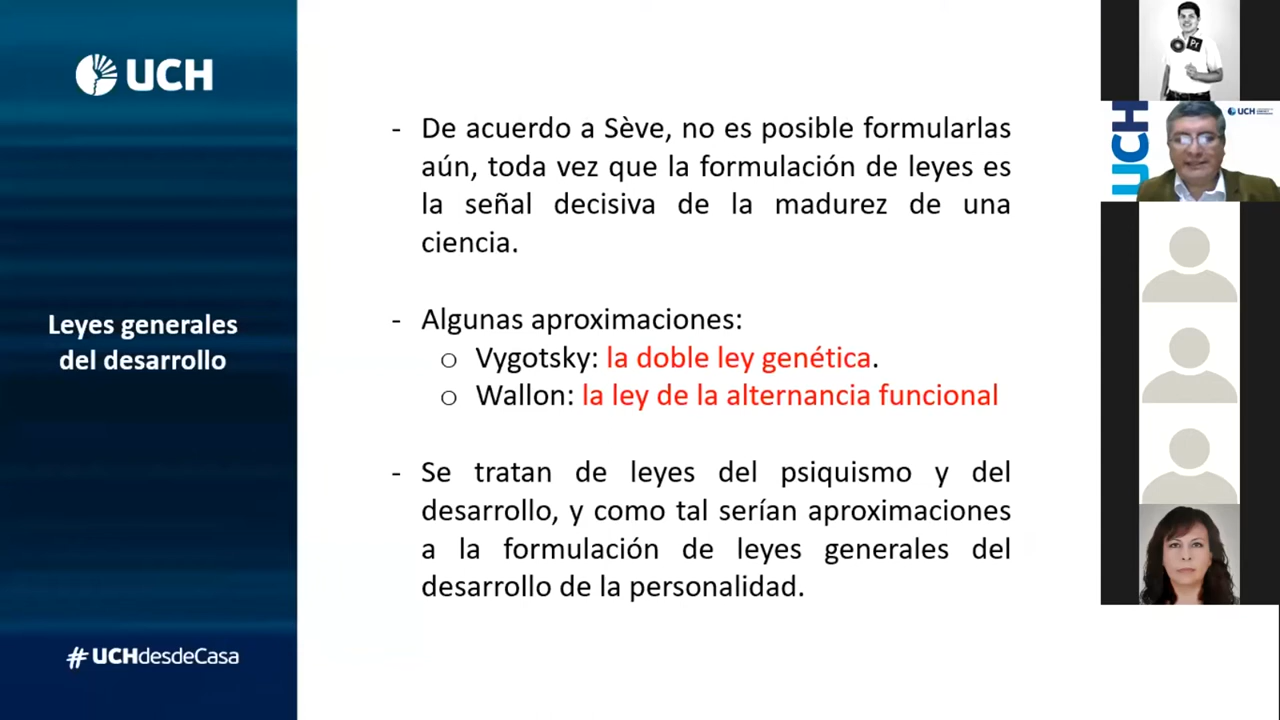 UCH
Leyes generales
del desarrollo
#UCHdesdeCasa
- De acuerdo a Sève, no es posible formularlas
aún, toda vez que la formulación de leyes es
la señal decisiva de la madurez de una
ciencia.
- Algunas aproximaciones:
o Vygotsky: la doble ley genética.
o Wallon: la ley de la alternancia funcional
- Se tratan de leyes del psiquismo y del
desarrollo, y como tal serían aproximaciones
a la formulación de leyes generales del
desarrollo de la personalidad.
Pr
UCH
UCH